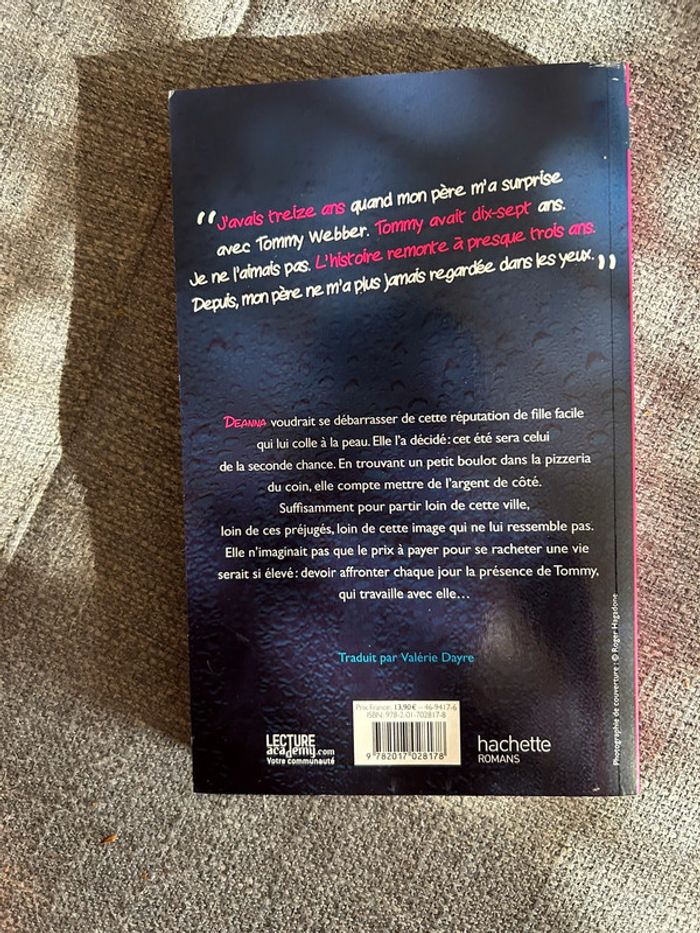 " J'avais treize ans quand mon père m'a surprise
avec Tommy Webber. Tommy avait dix-sept ans.
Je ne l'aimais pas. L'histoire remonte à presque trois ans.
Depuis, mon père ne m'a plus jamais regardée dans les yeux. "
DEANNA voudrait se débarrasser de cette réputation de fille facile
qui lui colle à la peau. Elle l'a décidé : cet été sera celui
de la seconde chance. En trouvant un petit boulot dans la pizzeria
du coin, elle compte mettre de l'argent de côté.
Suffisamment pour partir loin de cette ville,
loin de ces préjugés, loin de cette image qui ne lui ressemble pas.
Elle n'imaginait pas que le prix à payer pour se racheter une vie
serait si élevé : devoir affronter chaque jour la présence de Tommy,
qui travaille avec elle…
Traduit par Valérie Dayre
Prix France: 13,90 € – 46-9417-6
ISBN: 978-2-01-702817-8
9 782017 028178
LECTURE
academy.com
Votre communauté
hachette
ROMANS
Photographie de couverture : © Roger Hagadone